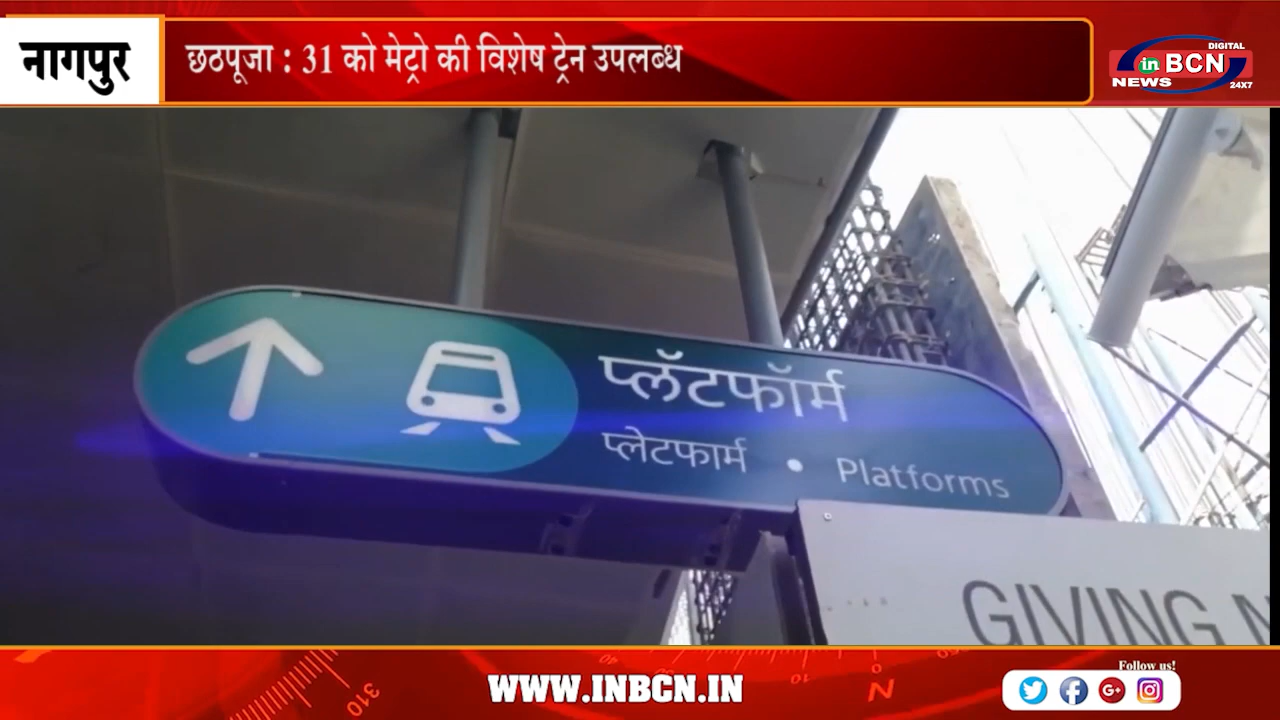 नागपुर
छठपूजा : 31 को मेट्रो की विशेष ट्रेन उपलब्ध
DIGITAL
in BCN
NEWS
24X7
प्लॅटफॉर्म
प्लेटफार्म • Platforms
GIVING
WWW.INBCN.IN
Follow us!